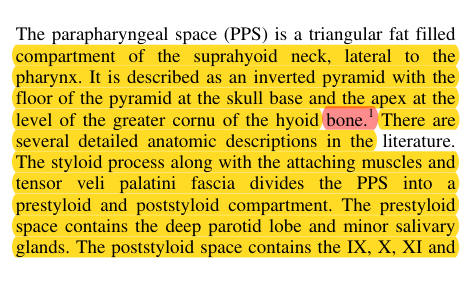 The parapharyngeal space (PPS) is a triangular fat filled
compartment of the suprahyoid neck, lateral to the
pharynx. It is described as an inverted pyramid with the
floor of the pyramid at the skull base and the apex at the
level of the greater cornu of the hyoid bone.¹ There are
several detailed anatomic descriptions in the literature.
The styloid process along with the attaching muscles and
tensor veli palatini fascia divides the PPS into a
prestyloid and poststyloid compartment. The prestyloid
space contains the deep parotid lobe and minor salivary
glands. The poststyloid space contains the IX, X, XI and